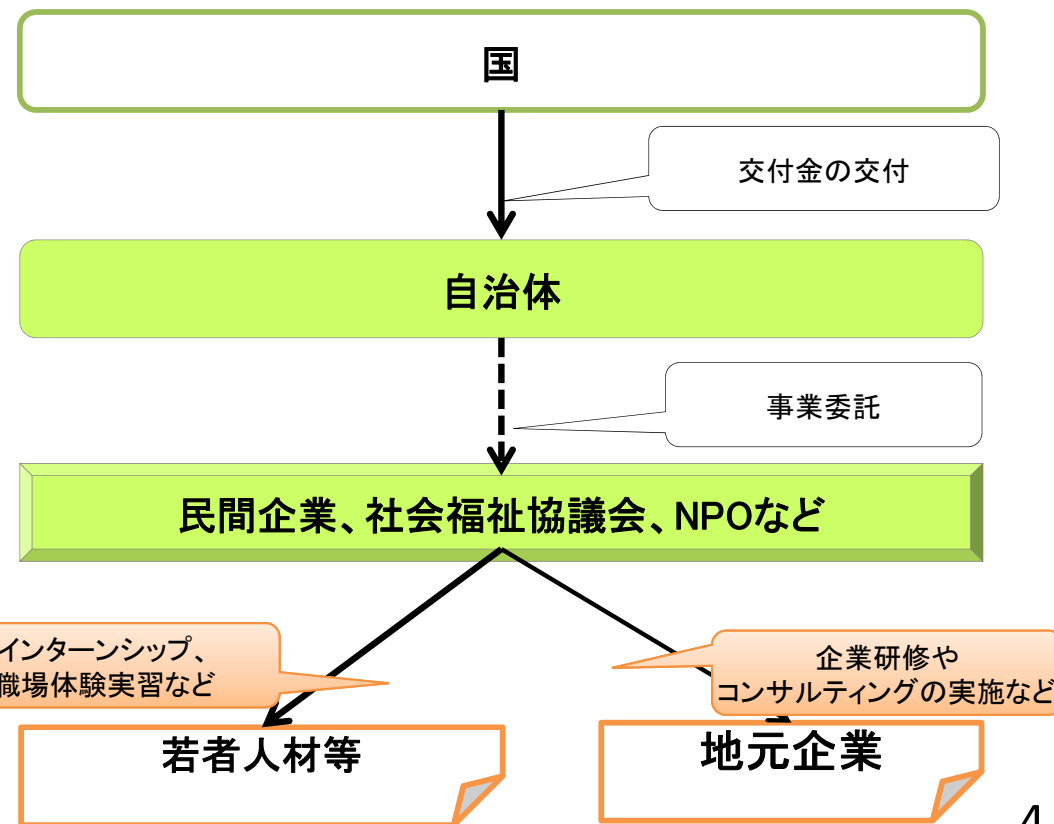 国
交付金の交付
自治体
事業委託
民間企業、社会福祉協議会、NPOなど
インターンシップ、
職場体験実習など
企業研修や
コンサルティングの実施など
若者人材等
地元企業
4